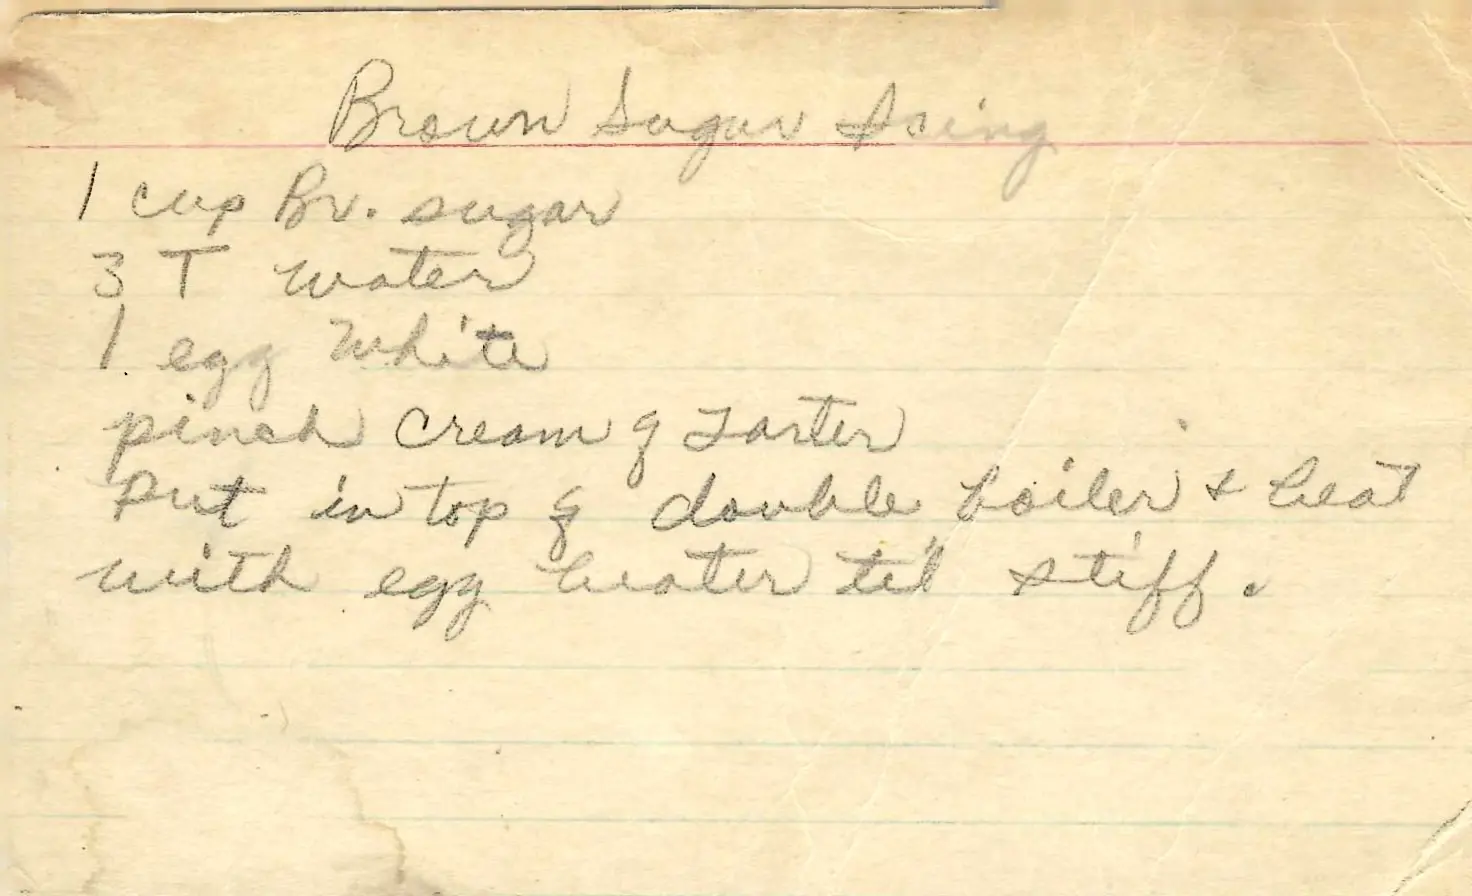 Brown Sugar Icing
1 cup Br. sugar
3 T water
1 egg white
pinch cream of Tarter
Put in top of double boiler & beat
with egg beater til stiff.